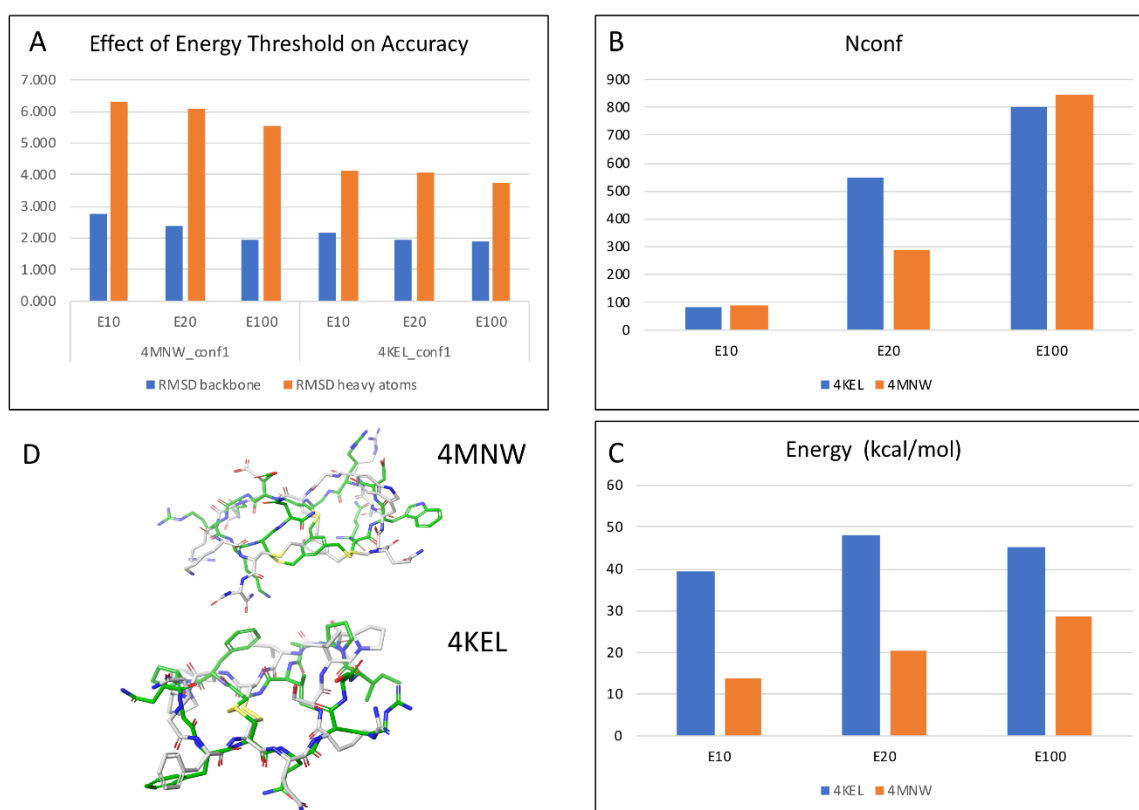 A Effect of Energy Threshold on Accuracy
7.000
6.000
5.000
4.000
3.000
2.000
1.000
0.000
E10 E20 E100 E10 E20 E100
4MNW_conf1 4KEL_conf1
RMSD backbone RMSD heavy atoms
B Nconf
900
800
700
600
500
400
300
200
100
0
E10 E20 E100
4KEL 4MNW
D 4MNW
4KEL
C Energy (kcal/mol)
60
50
40
30
20
10
0
E10 E20 E100
4KEL 4MNW